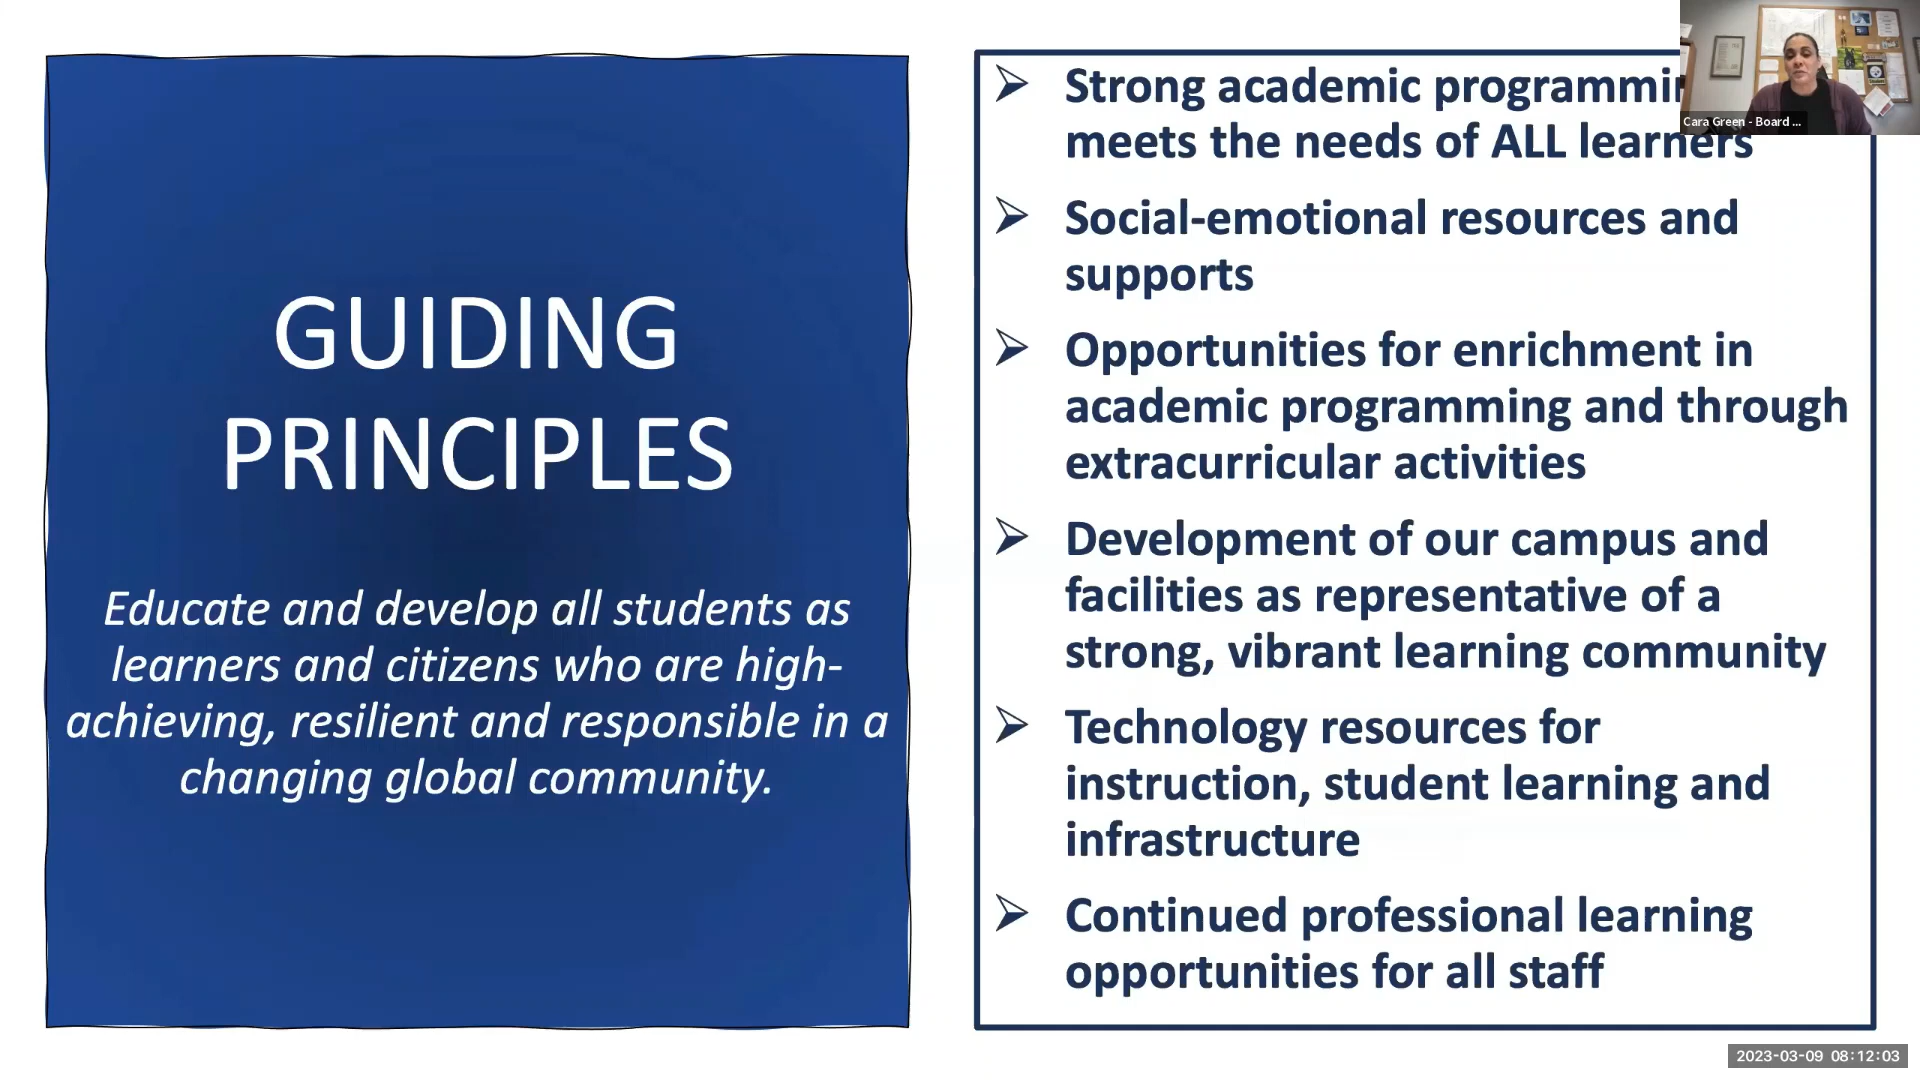 GUIDING
PRINCIPLES
Educate and develop all students as
learners and citizens who are high-
achieving, resilient and responsible in a
changing global community.
Strong academic
meets the needs of ALL learners
Social-emotional resources and
supports
Opportunities for enrichment in
academic programming and through
extracurricular activities
Development of our campus and
facilities as representative of a
strong, vibrant learning community
Technology resources for
instruction, student learning and
infrastructure
Continued professional learning
opportunities for all staff
Cara Green - Board ...
2023-03-09 08:12:03